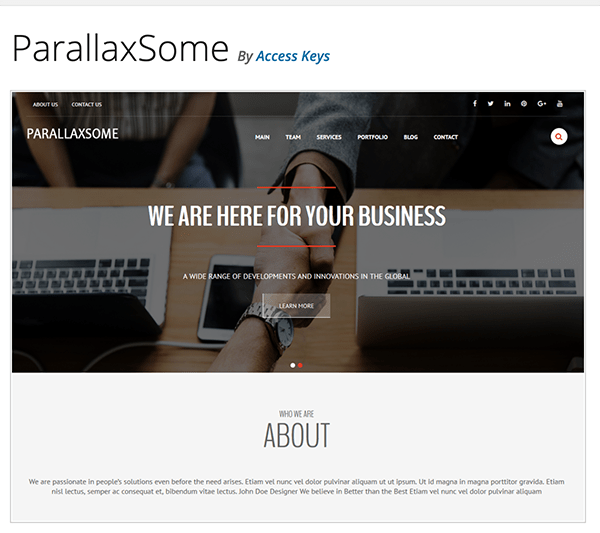 ParallaxSome By Access Keys
ABOUT US CONTACT US
PARALLAXSOME MAIN TEAM SERVICES PORTFOLIO BLOG CONTACT
WE ARE HERE FOR YOUR BUSINESS
A WIDE RANGE OF DEVELOPMENTS AND INNOVATIONS IN THE GLOBAL
LEARN MORE
WHO WE ARE
ABOUT
We are passionate in people's solutions even before the need arises. Etiam vel nunc vel dolor pulvinar aliquam ut ut ipsum. Ut id magna in magna porttitor gravida. Etiam
nisl lectus, semper ac consequat et, bibendum vitae lectus. John Doe Designer We believe in Better than the Best Etiam vel nunc vel dolor pulvinar aliquam